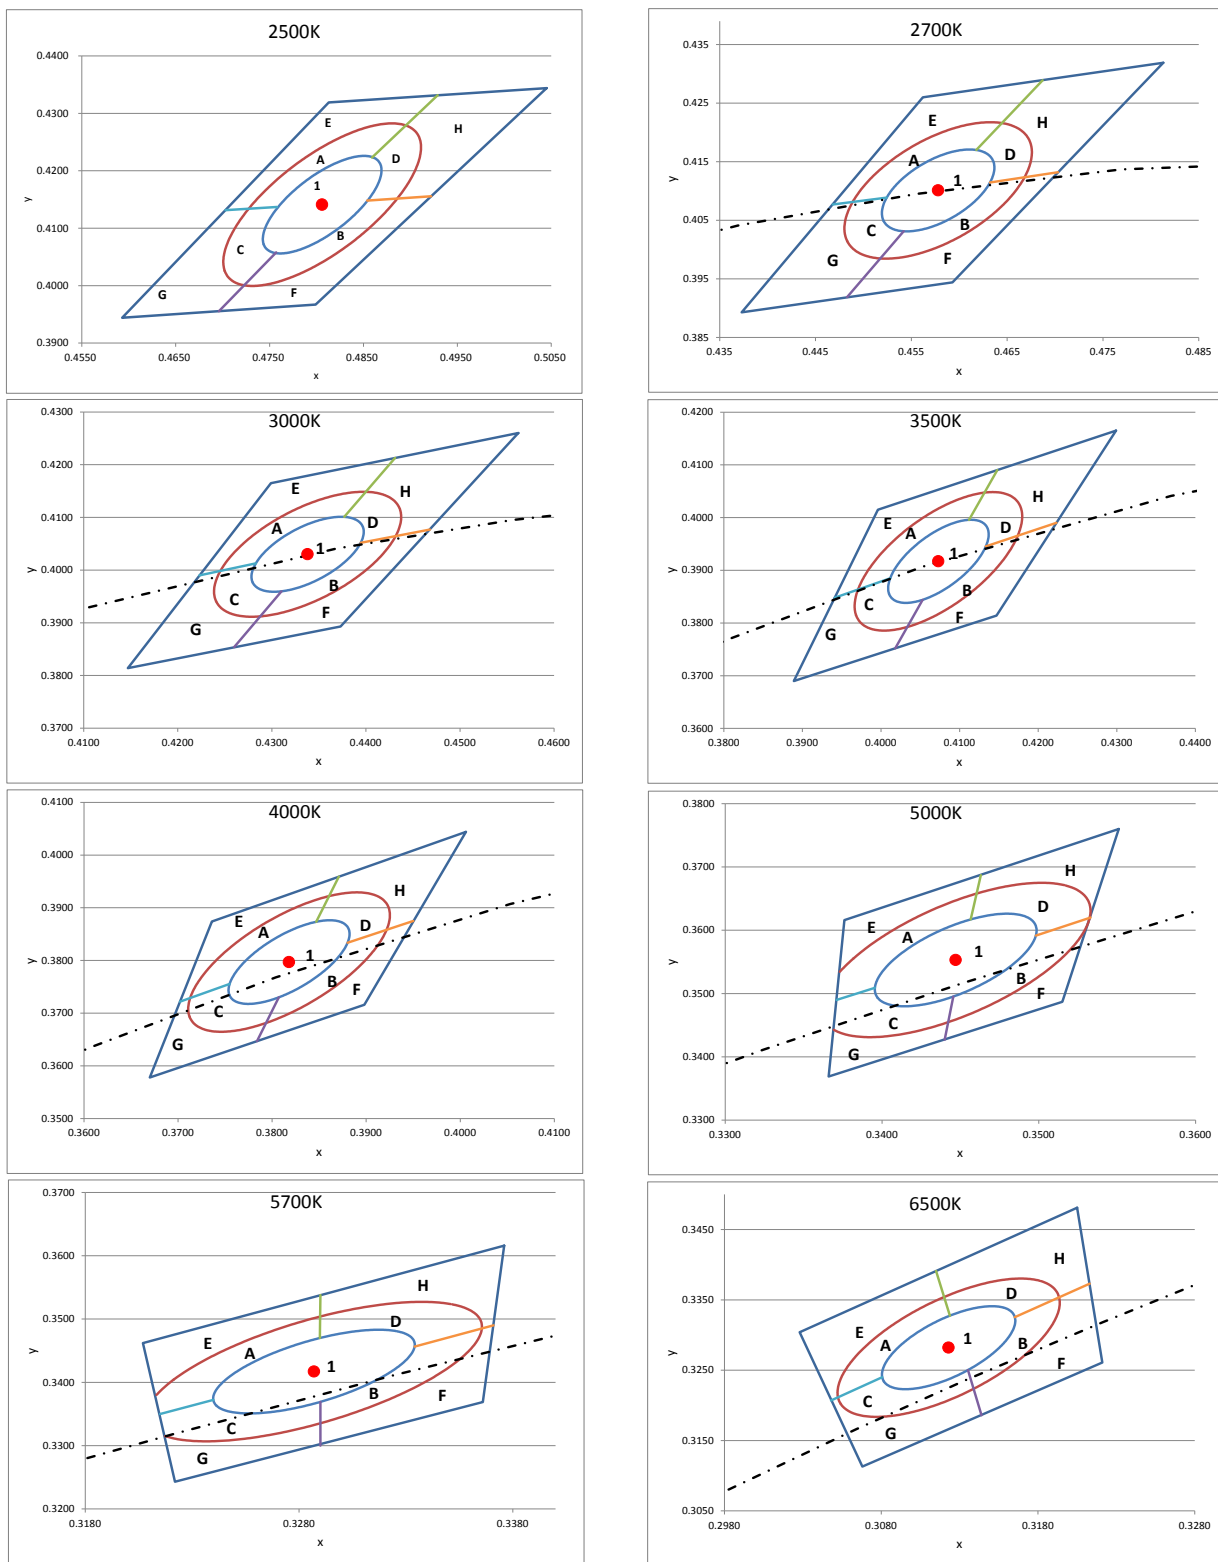 2500K
0.4400
0.4300
0.4200
0.4100
0.4000
0.3900
y
E
H
A
D
1
B
C
G
F
0.4550 0.4650 0.4750 0.4850 0.4950 0.5050
x
2700K
0.435
0.425
0.415
0.405
0.395
0.385
y
E
H
A
D
1
C
B
G
F
0.435 0.445 0.455 0.465 0.475 0.485
x
3000K
0.4300
0.4200
0.4100
0.4000
0.3900
0.3800
0.3700
y
E
H
A
D
1
B
C
F
G
0.4100 0.4200 0.4300 0.4400 0.4500 0.4600
x
3500K
0.4200
0.4100
0.4000
0.3900
0.3800
0.3700
0.3600
y
H
E
A
D
1
B
C
F
G
0.3800 0.3900 0.4000 0.4100 0.4200 0.4300 0.4400
x
4000K
0.4100
0.4000
0.3900
0.3800
0.3700
0.3600
0.3500
y
H
E
A
D
1
B
F
C
G
0.3600 0.3700 0.3800 0.3900 0.4000 0.4100
x
5000K
0.3800
0.3700
0.3600
0.3500
0.3400
0.3300
y
H
D
E
A
1
B
F
C
G
0.3300 0.3400 0.3500 0.3600
x
5700K
0.3700
0.3600
0.3500
0.3400
0.3300
0.3200
y
H
D
E
A
1
B
F
C
G
0.3180 0.3280 0.3380
x
6500K
0.3450
0.3350
0.3250
0.3150
0.3050
y
H
D
E
A
1
B
F
C
G
0.2980 0.3080 0.3180 0.3280
x